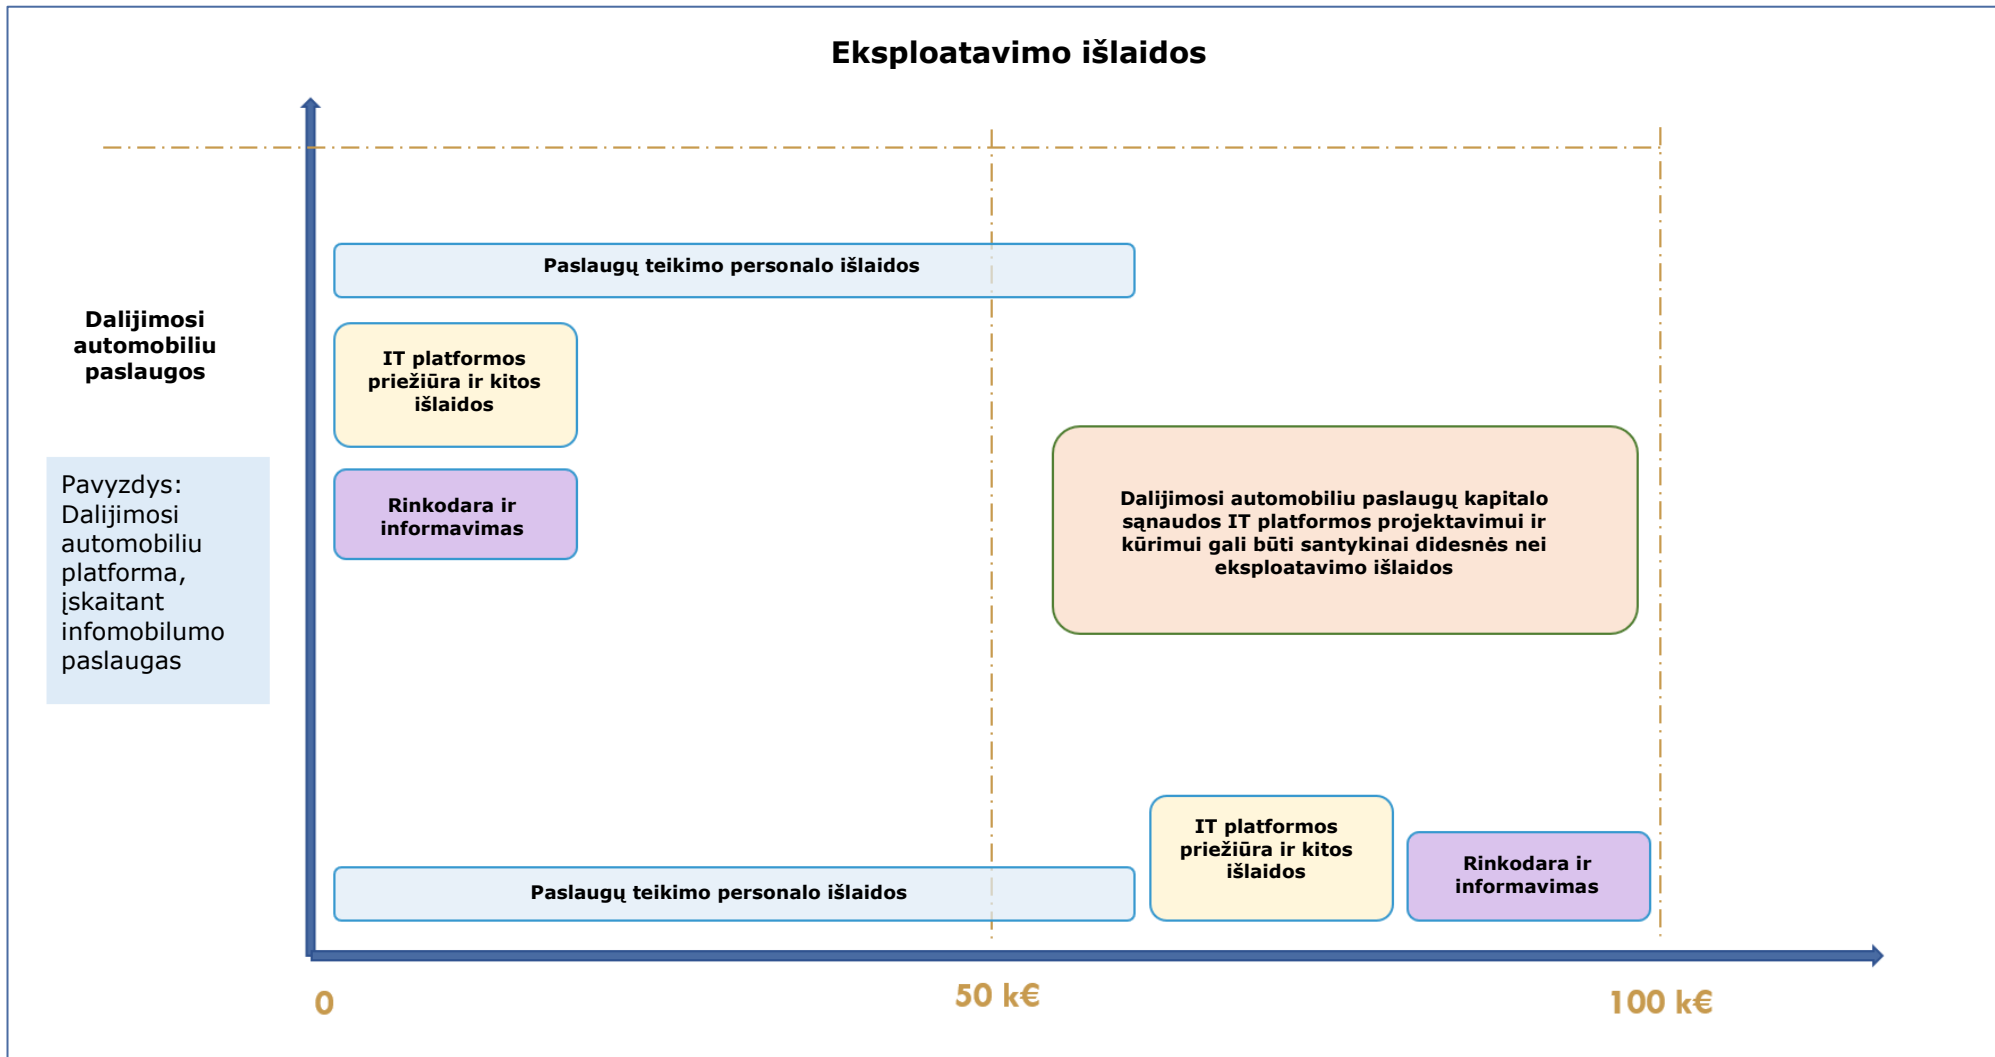 Eksploatavimo išlaidos
Paslaugų teikimo personalo išlaidos
Dalijimosi
automobiliu
paslaugos
IT platformos
priežiūra ir kitos
išlaidos
Rinkodara ir
informavimas
Pavyzdys:
Dalijimosi
automobiliu
platforma,
įskaitant
infomobilumo
paslaugas
Dalijimosi automobiliu paslaugų kapitalo
sąnaudos IT platformos projektavimui ir
kūrimui gali būti santykinai didesnės nei
eksploatavimo išlaidos
Paslaugų teikimo personalo išlaidos
IT platformos
priežiūra ir kitos
išlaidos
Rinkodara ir
informavimas
0
50 k€
100 k€